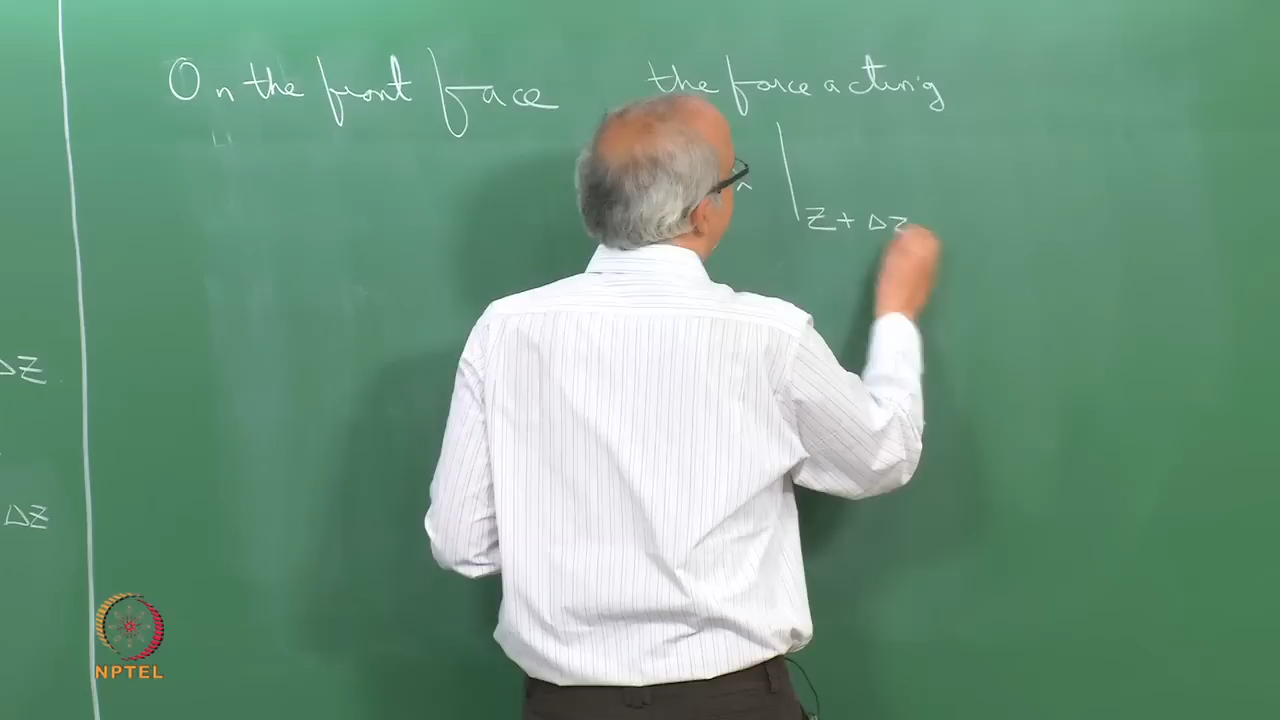 On the front face the force acting
^ | z + Δz
ΔZ
ΔZ
NPTEL